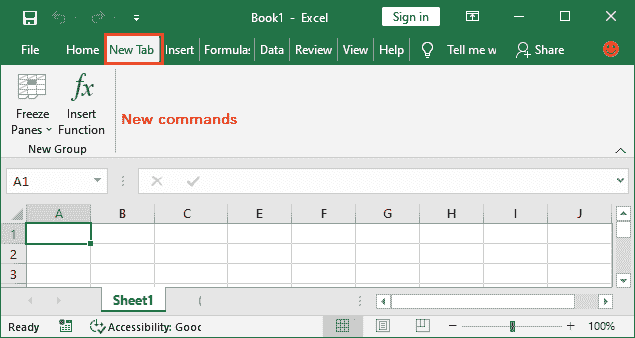 Book1 - Excel
Sign in
File Home New Tab Insert Formulas Data Review View Help Tell me w Share
Freeze Panes
fx
Insert Function
New commands
New Group
A1
A B C E F G H I J
1
2
3
Sheet1
Ready Accessibility: Gooc 100%